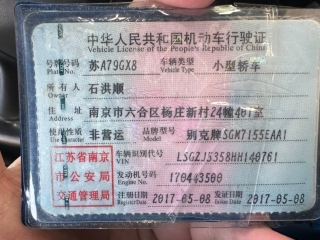 中华人民共和国机动车行驶证
Vehicle License of the People's Republic of China
号牌号码 苏A79GX8 车辆类型 小型轿车
Plate No. Vehicle Type
所有人 石洪顺
Owner
住址 南京市六合区杨庄新村24幢401室
Address
使用性质 非营运 品牌型号 别克牌SGM7155EAA1
Use Character Model
江苏省南京
市公安局
交通管理局
车辆识别代号 LSGZJ5358HH140761
VIN
发动机号码 170443500
Engine No.
注册日期 2017-05-08 发证日期 2017-05-08
Register Date Issue Date